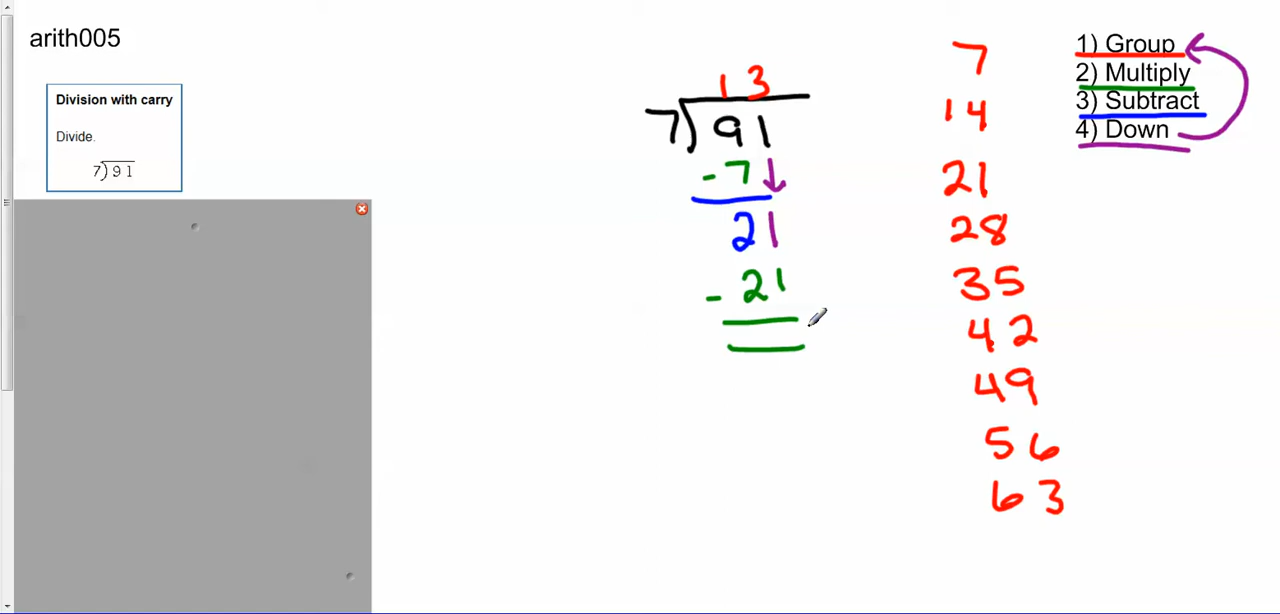 arith005
Division with carry
Divide.
7)91
13
7)91
-7
21
-21
7
14
21
28
35
42
49
56
63
1) Group
2) Multiply
3) Subtract
4) Down